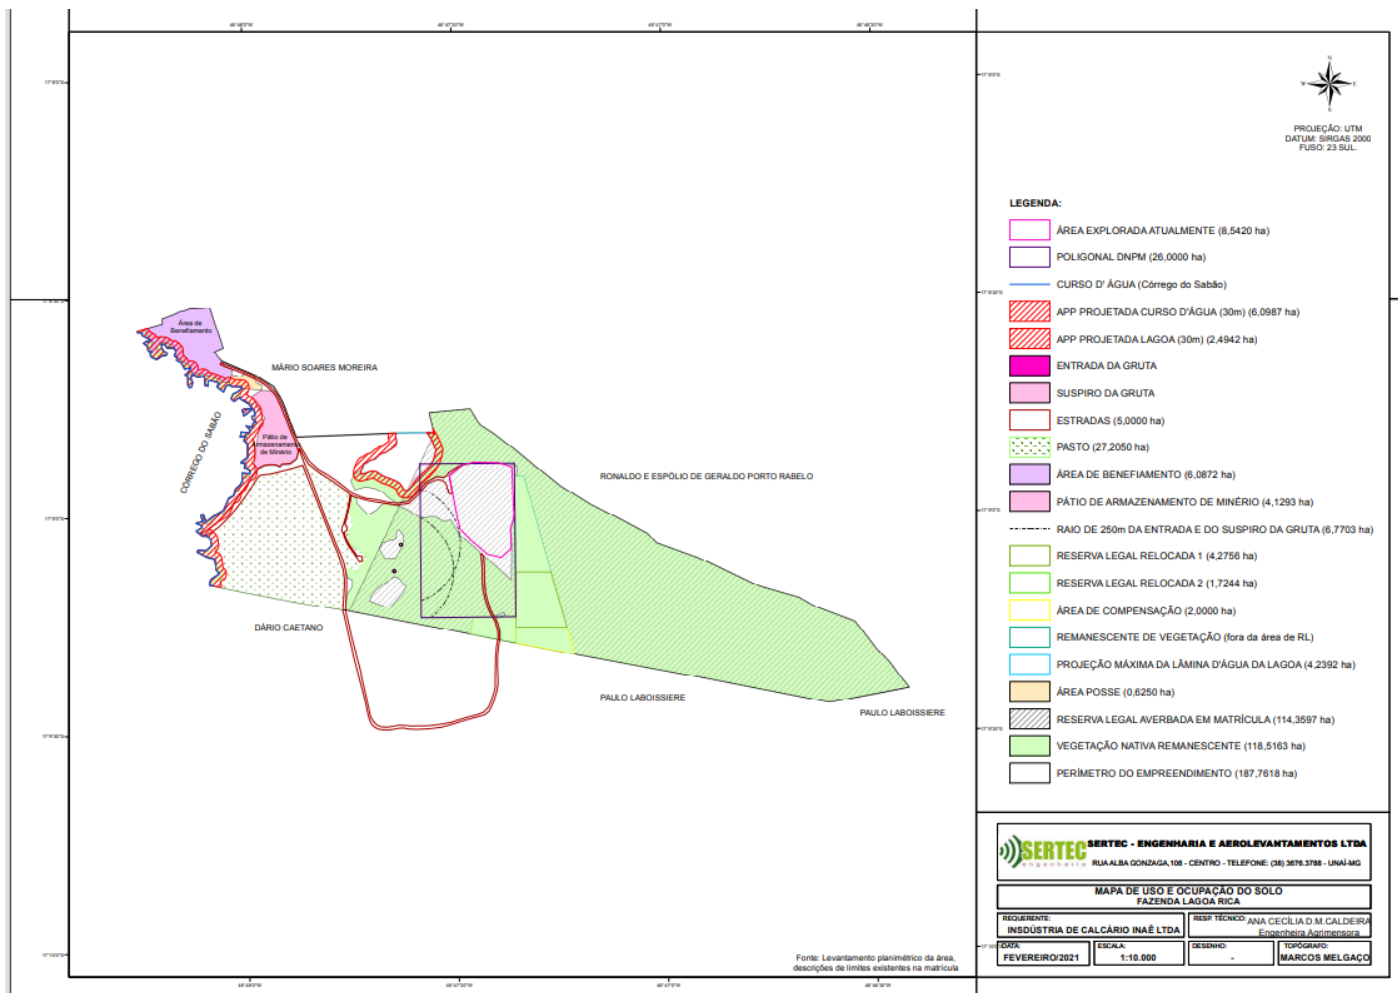 PROJEÇÃO: UTM
DATUM: SIRGAS 2000
FUSO: 23 SUL.
LEGENDA:
ÁREA EXPLORADA ATUALMENTE (8,5420 ha)
POLIGONAL DNPM (26,0000 ha)
CURSO D' ÁGUA (Córrego do Sabão)
APP PROJETADA CURSO D'ÁGUA (30m) (6,0987 ha)
APP PROJETADA LAGOA (30m) (2,4942 ha)
ENTRADA DA GRUTA
SUSPIRO DA GRUTA
ESTRADAS (5,0000 ha)
PASTO (27,2050 ha)
ÁREA DE BENEFIAMENTO (6,0872 ha)
PÁTIO DE ARMAZENAMENTO DE MINÉRIO (4,1293 ha)
RAIO DE 250m DA ENTRADA E DO SUSPIRO DA GRUTA (6,7703 ha)
RESERVA LEGAL RELOCADA 1 (4,2756 ha)
RESERVA LEGAL RELOCADA 2 (1,7244 ha)
ÁREA DE COMPENSAÇÃO (2,0000 ha)
REMANESCENTE DE VEGETAÇÃO (fora da área de RL)
PROJEÇÃO MÁXIMA DA LÂMINA D'ÁGUA DA LAGOA (4,2392 ha)
ÁREA POSSE (0,6250 ha)
RESERVA LEGAL AVERBADA EM MATRÍCULA (114,3597 ha)
VEGETAÇÃO NATIVA REMANESCENTE (118,5163 ha)
PERÍMETRO DO EMPREENDIMENTO (187,7618 ha)
Área de
Benefiamento
MÁRIO SOARES MOREIRA
CÓRREGO DO SABÃO
Pátio de
Armazenamento
de Minério
RONALDO E ESPÓLIO DE GERALDO PORTO RABELO
DÁRIO CAETANO
PAULO LABOISSIERE
PAULO LABOISSIERE
Fonte: Levantamento planimétrico da área,
descrições de limites existentes na matrícula
SERTEC
engenharia
SERTEC - ENGENHARIA E AEROLEVANTAMENTOS LTDA
RUA ALBA GONZAGA,108 - CENTRO - TELEFONE: (38) 3676.3788 - UNAÍ-MG
MAPA DE USO E OCUPAÇÃO DO SOLO
FAZENDA LAGOA RICA
REQUERENTE:
INSDÚSTRIA DE CALCÁRIO INAÊ LTDA
RESP. TÉCNICO: ANA CECÍLIA D.M.CALDEIRA
Engenheira Agrimensora
DATA:
FEVEREIRO/2021
ESCALA:
1:10.000
DESENHO:
-
TOPÓGRAFO:
MARCOS MELGAÇO